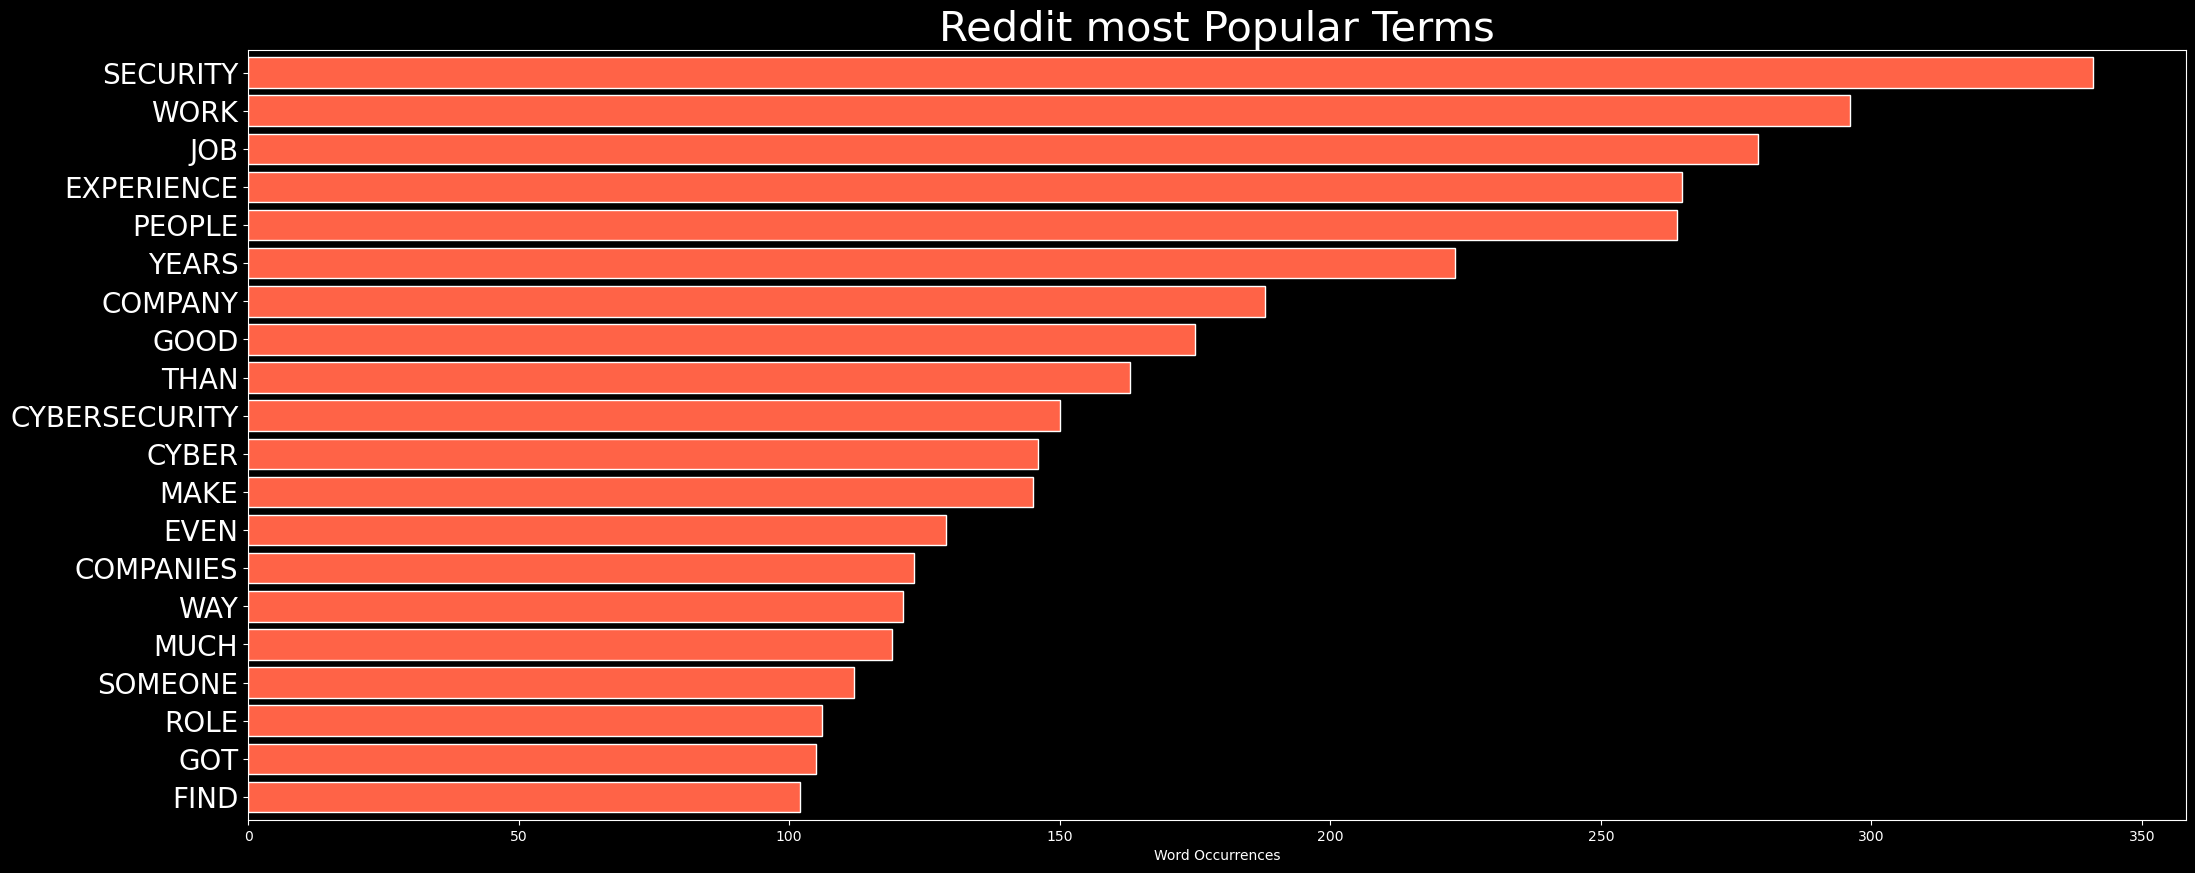 Reddit most Popular Terms
SECURITY
WORK
JOB
EXPERIENCE
PEOPLE
YEARS
COMPANY
GOOD
THAN
CYBERSECURITY
CYBER
MAKE
EVEN
COMPANIES
WAY
MUCH
SOMEONE
ROLE
GOT
FIND
0 50 100 150 200 250 300 350
Word Occurrences